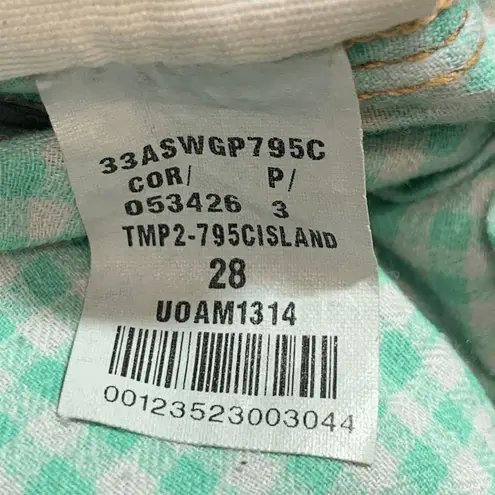 33ASWGP795C
COR/ P/
053426 3
TMP2-795CISLAND
28
UOAM1314
00123523003044